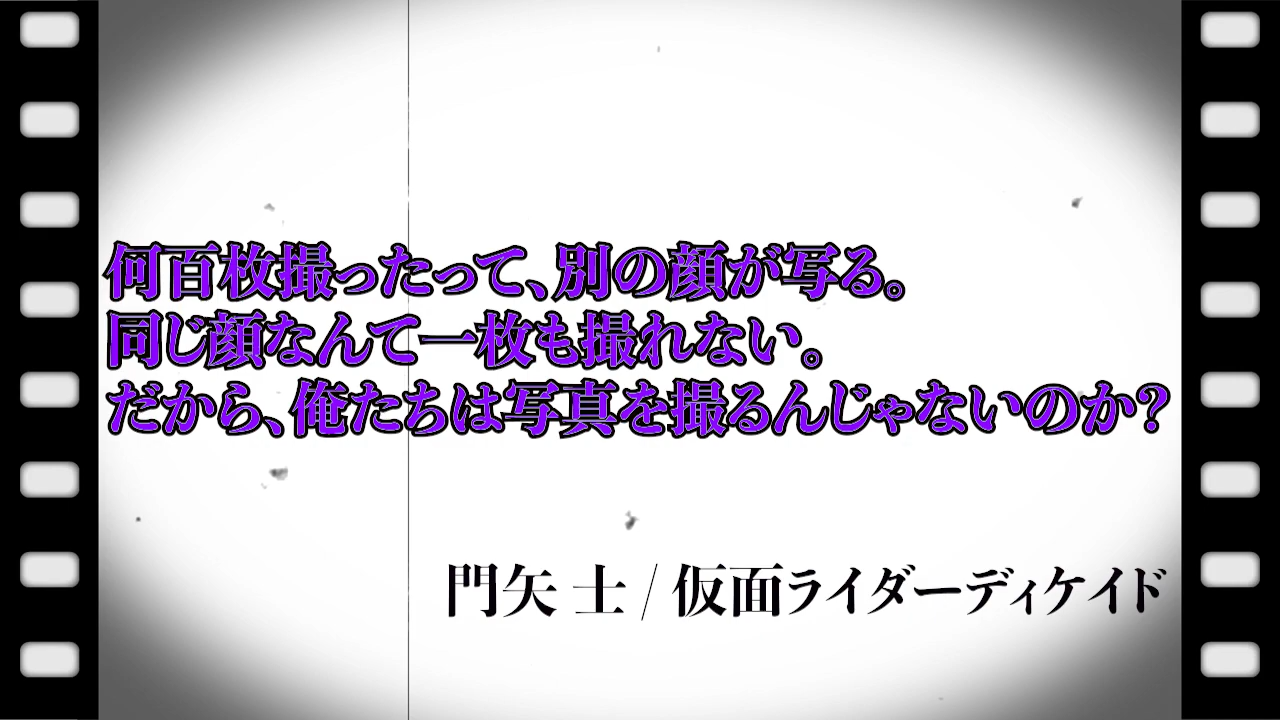 何百枚撮ったって、別の顔が写る。
同じ顔なんて一枚も撮れない。
だから、俺たちは写真を撮るんじゃないのか?
門矢 士 / 仮面ライダーディケイド